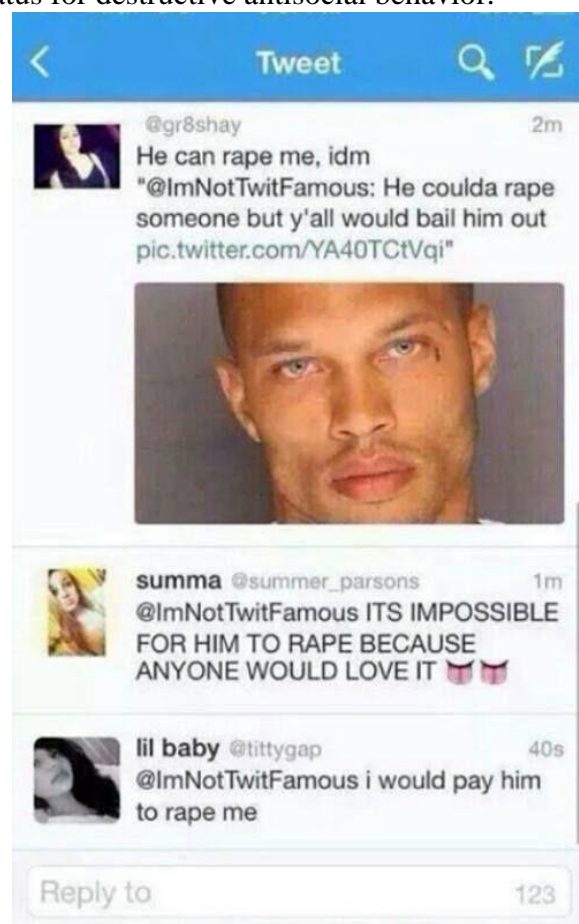 atus for destructive antisocial behavior.
Tweet
@gr8shay 2m
He can rape me, idm
"@ImNotTwitFamous: He coulda rape
someone but y'all would bail him out
pic.twitter.com/YA40TCtVqi"
summa @summer_parsons 1m
@ImNotTwitFamous ITS IMPOSSIBLE
FOR HIM TO RAPE BECAUSE
ANYONE WOULD LOVE IT 👅👅
lil baby @tittygap 40s
@ImNotTwitFamous i would pay him
to rape me
Reply to 123